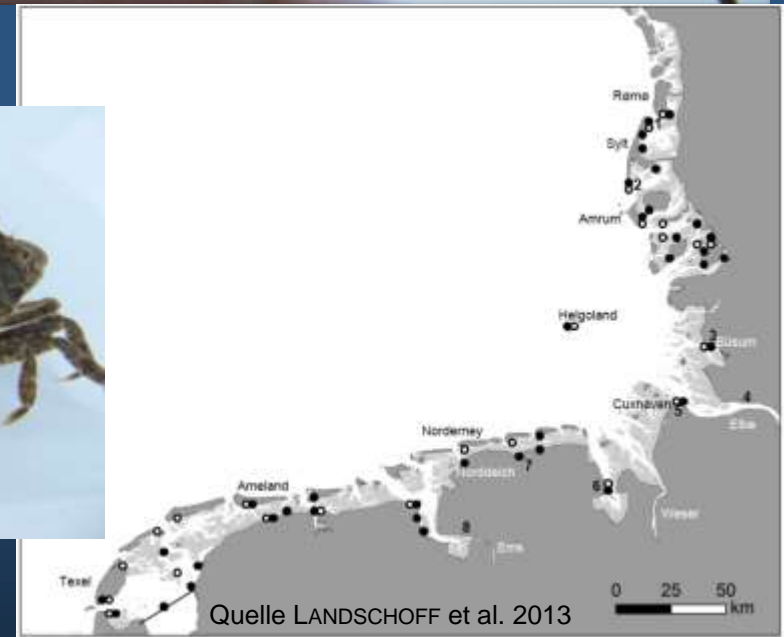 Rømø
1
Sylt
2
Amrum
Helgoland
3
Büsum
Cuxhaven
4
5
Elbe
Norderney
Norddeich
7
6
Ameland
Weser
8
Ems
Texel
0 25 50
km
Quelle LANDSCHOFF et al. 2013